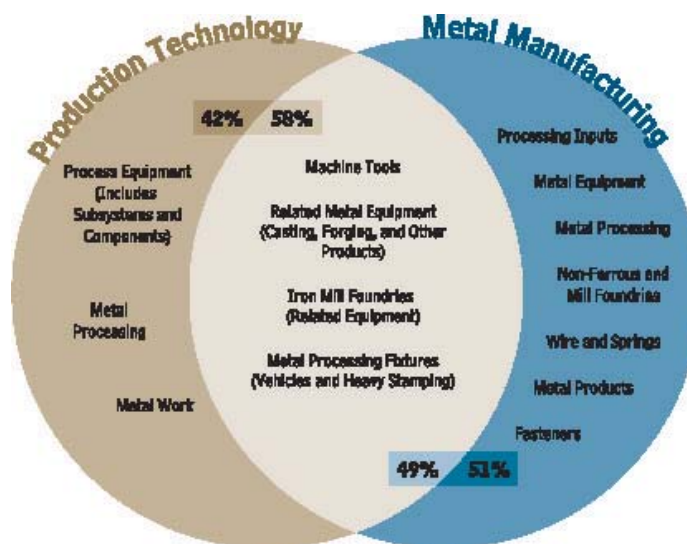 Production Technology
Metal Manufacturing
42% 58%
Process Equipment
(Includes
Subsystems and
Components)
Metal
Processing
Metal Work
Machine Tools
Related Metal Equipment
(Casting, Forging, and Other
Products)
Iron Mill Foundries
(Related Equipment)
Metal Processing Fixtures
(Vehicles and Heavy Stamping)
Processing Inputs
Metal Equipment
Metal Processing
Non-Ferrous and
Mill Foundries
Wire and Springs
Metal Products
Fasteners
49% 51%